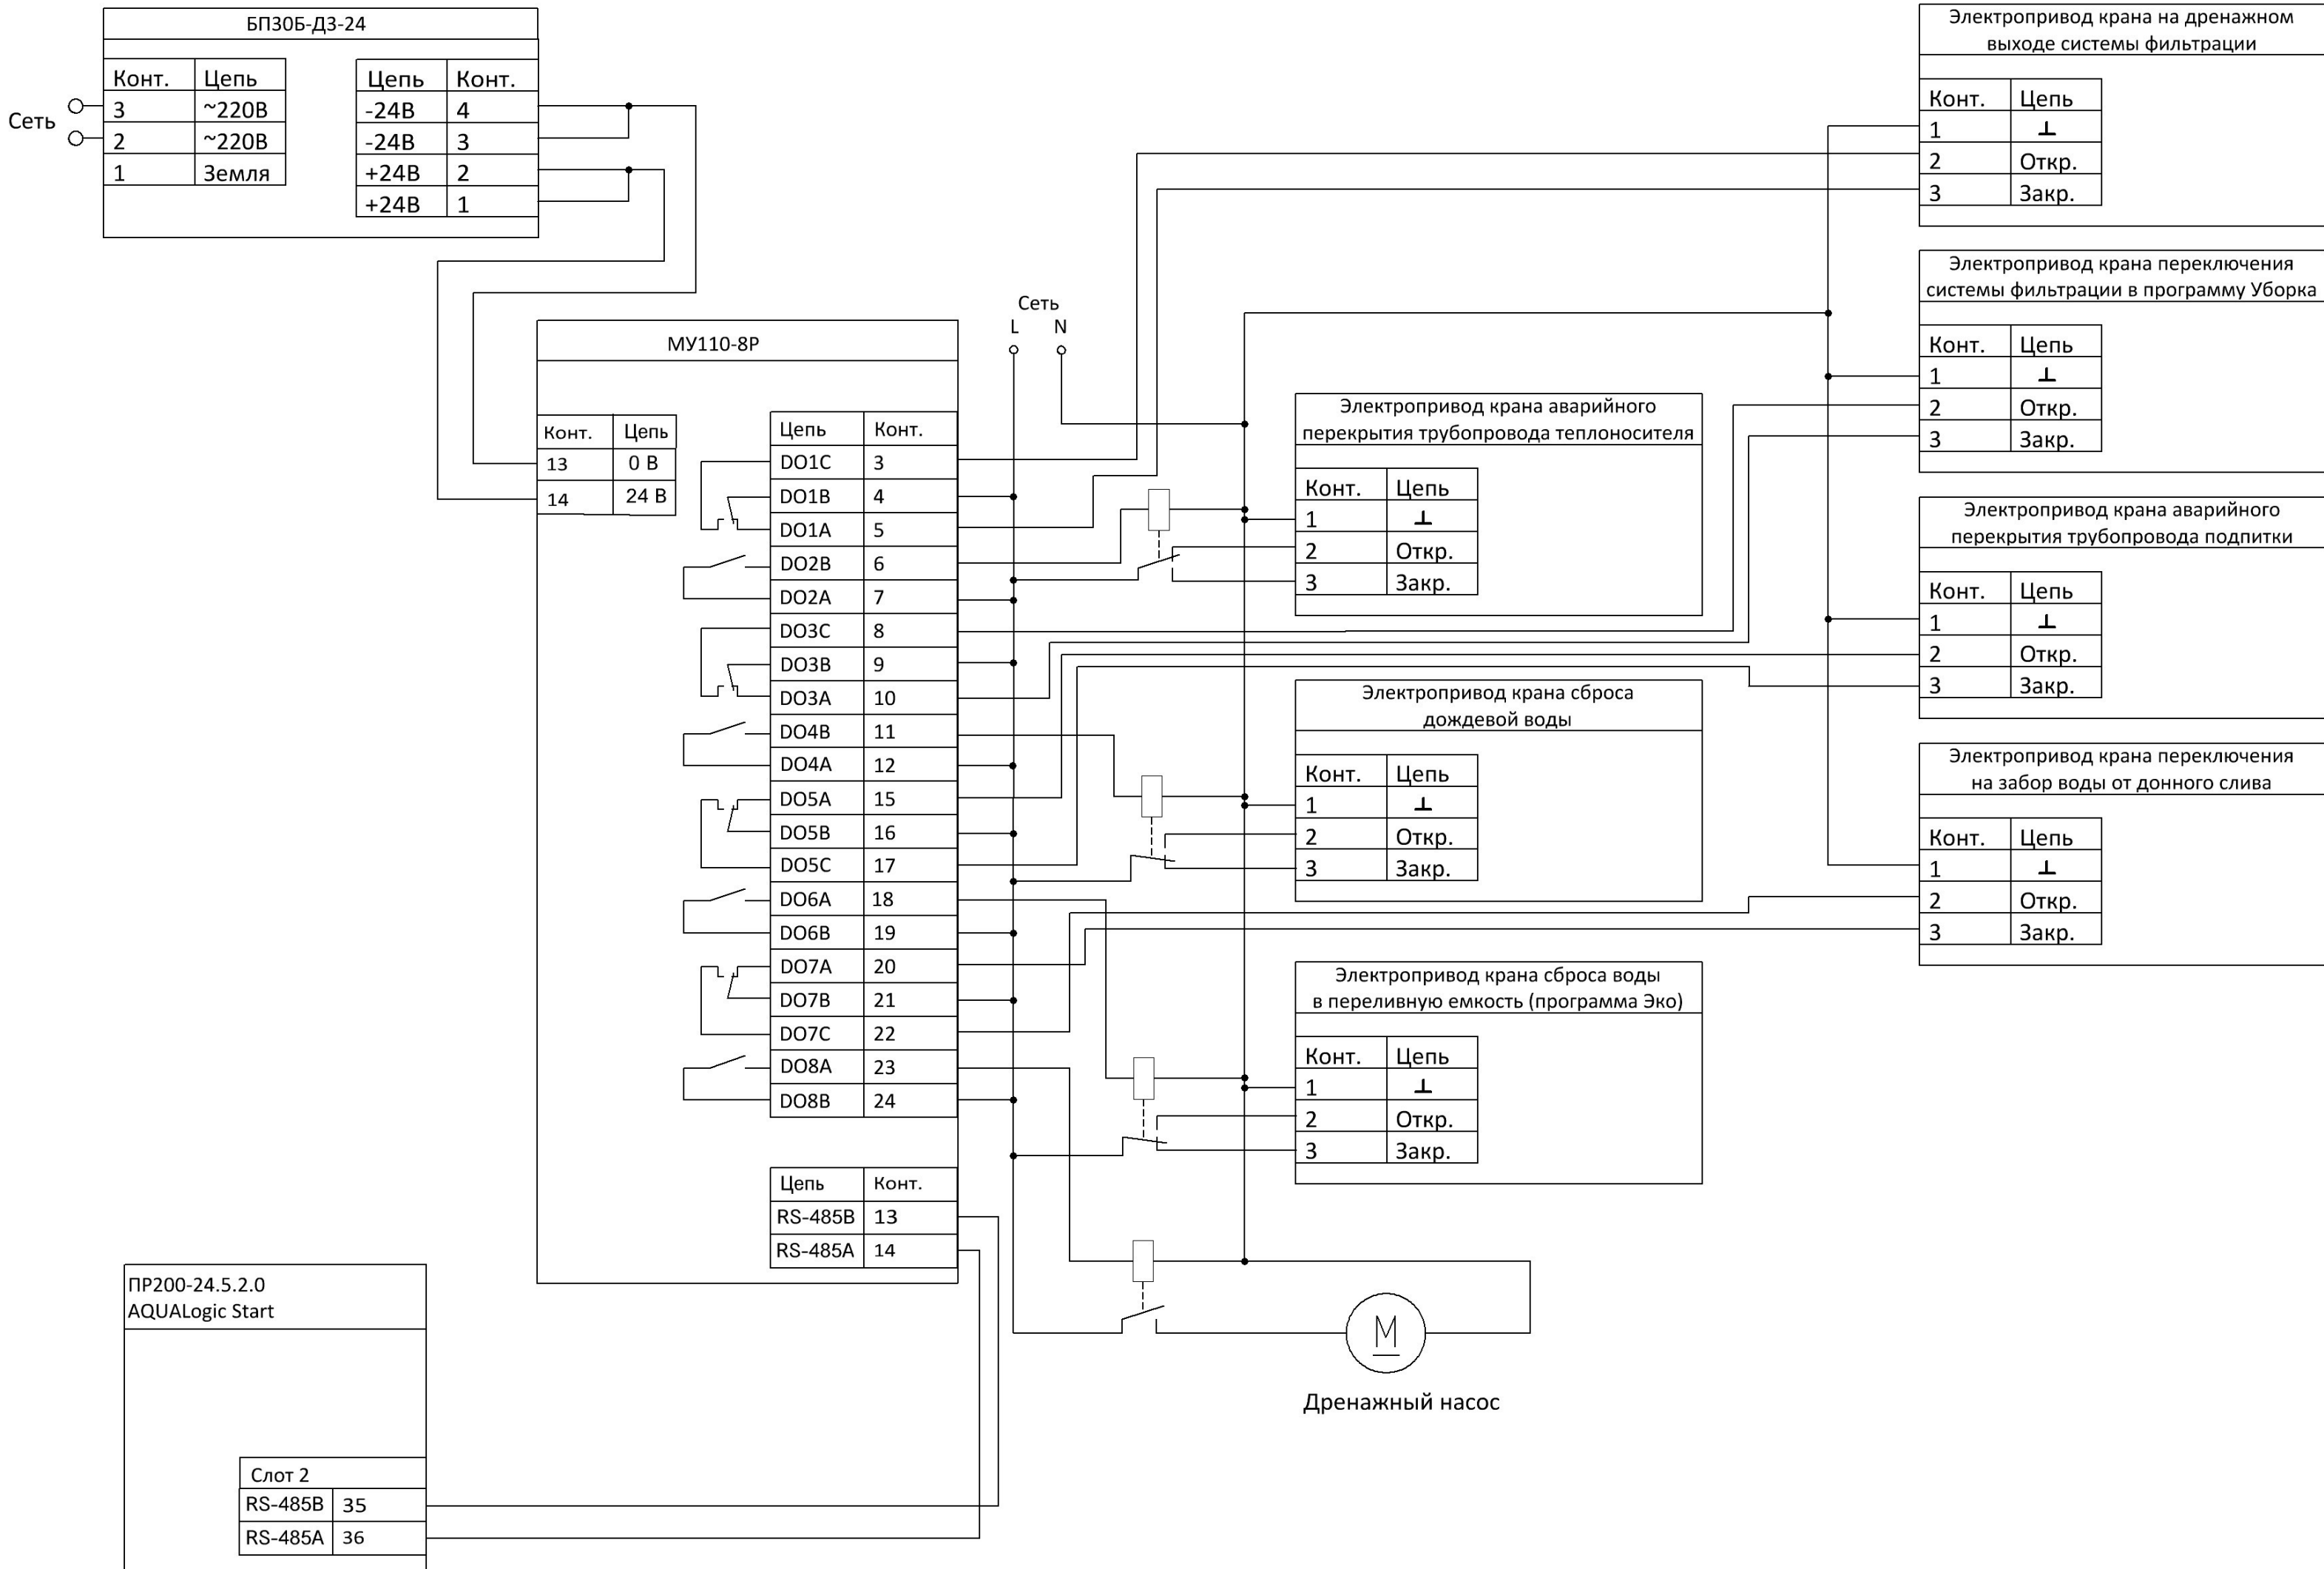 БП30Б-Д3-24
Конт. Цепь
3 ~220В
2 ~220В
1 Земля
Цепь Конт.
-24В 4
-24В 3
+24В 2
+24В 1
Сеть
МУ110-8Р
Конт. Цепь
13 0 В
14 24 В
Цепь Конт.
DO1C 3
DO1B 4
DO1A 5
DO2B 6
DO2A 7
DO3C 8
DO3B 9
DO3A 10
DO4B 11
DO4A 12
DO5A 15
DO5B 16
DO5C 17
DO6A 18
DO6B 19
DO7A 20
DO7B 21
DO7C 22
DO8A 23
DO8B 24
Цепь Конт.
RS-485B 13
RS-485A 14
ПР200-24.5.2.0
AQUALogic Start
Слот 2
RS-485B 35
RS-485A 36
Сеть
L N
Электропривод крана аварийного
перекрытия трубопровода теплоносителя
Конт. Цепь
1 ⊥
2 Откр.
3 Закр.
Электропривод крана сброса
дождевой воды
Конт. Цепь
1 ⊥
2 Откр.
3 Закр.
Электропривод крана сброса воды
в переливную емкость (программа Эко)
Конт. Цепь
1 ⊥
2 Откр.
3 Закр.
M
Дренажный насос
Электропривод крана на дренажном
выходе системы фильтрации
Конт. Цепь
1 ⊥
2 Откр.
3 Закр.
Электропривод крана переключения
системы фильтрации в программу Уборка
Конт. Цепь
1 ⊥
2 Откр.
3 Закр.
Электропривод крана аварийного
перекрытия трубопровода подпитки
Конт. Цепь
1 ⊥
2 Откр.
3 Закр.
Электропривод крана переключения
на забор воды от донного слива
Конт. Цепь
1 ⊥
2 Откр.
3 Закр.